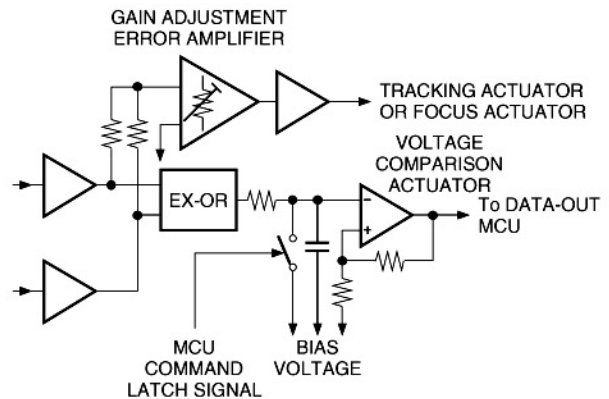 GAIN ADJUSTMENT
ERROR AMPLIFIER
TRACKING ACTUATOR
OR FOCUS ACTUATOR
VOLTAGE
COMPARISON
ACTUATOR
EX-OR
−
+
To DATA-OUT
MCU
MCU
COMMAND
LATCH SIGNAL
BIAS
VOLTAGE